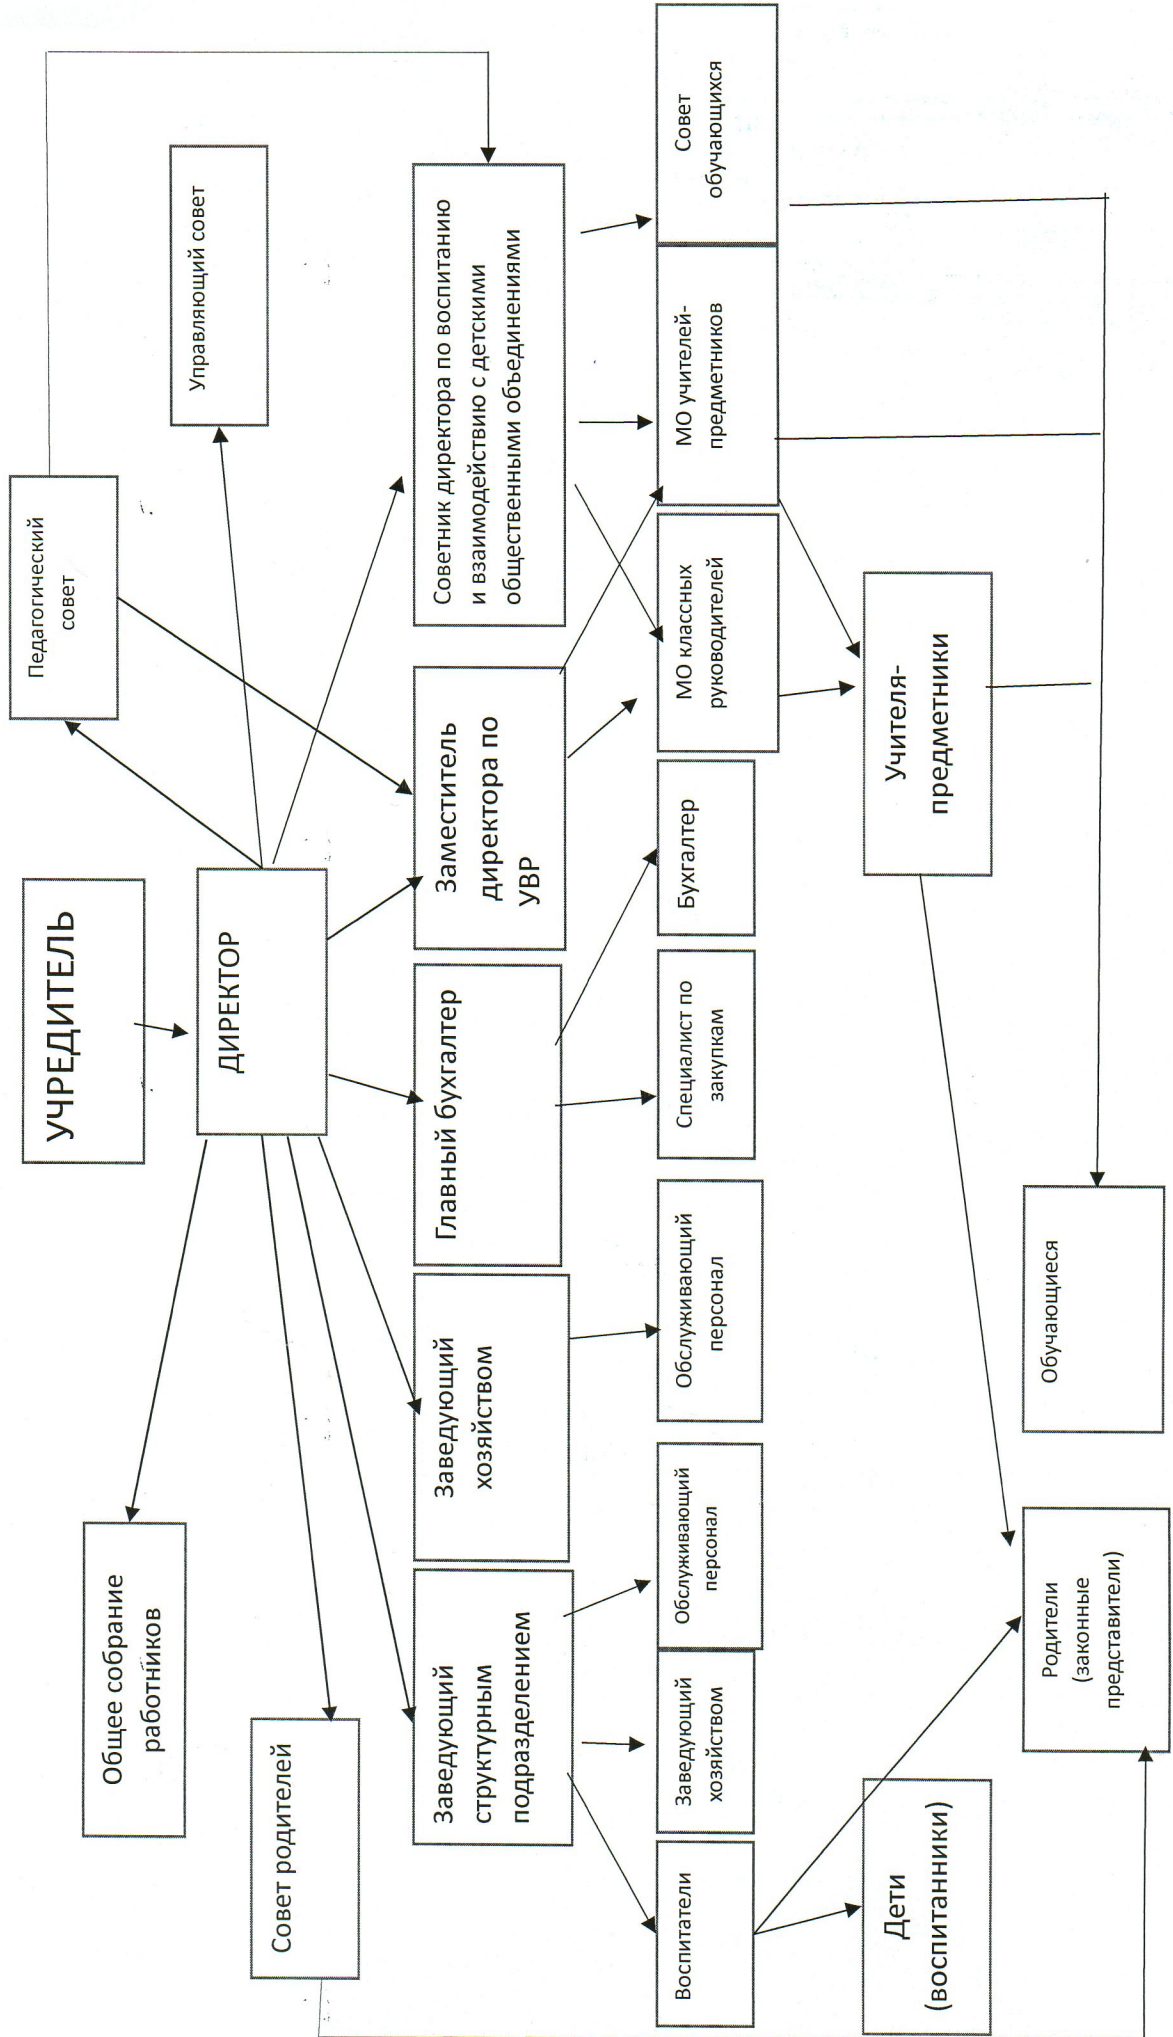 УЧРЕДИТЕЛЬ
Педагогический
совет
Общее собрание
работников
Управляющий совет
ДИРЕКТОР
Совет родителей
Заведующий
структурным
подразделением
Заведующий
хозяйством
Главный бухгалтер
Заместитель
директора по
УВР
Советник директора по воспитанию
и взаимодействию с детскими
общественными объединениями
Воспитатели
Заведующий
хозяйством
Обслуживающий
персонал
Обслуживающий
персонал
Специалист по
закупкам
Бухгалтер
МО классных
руководителей
МО учителей-
предметников
Совет
обучающихся
Дети
(воспитанники)
Учителя-
предметники
Родители
(законные
представители)
Обучающиеся